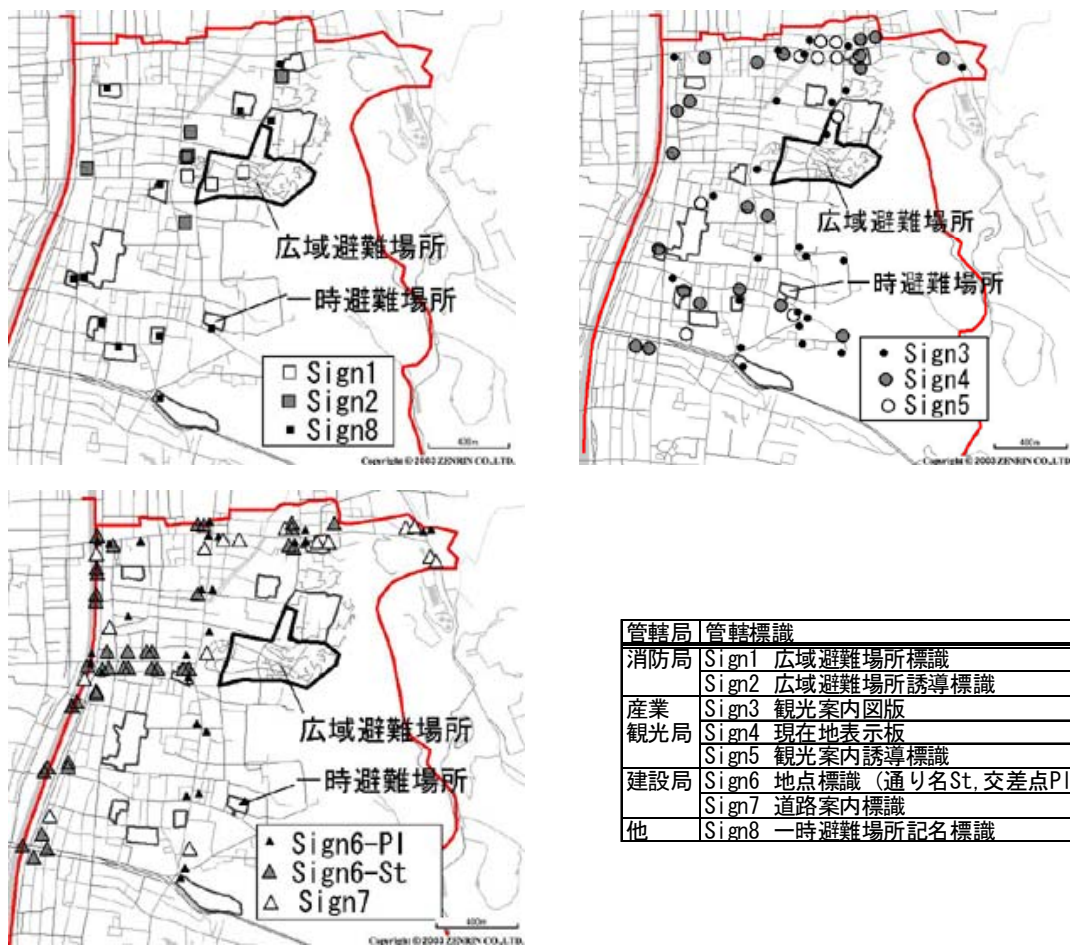 広域避難場所
一時避難場所
Sign1
Sign2
Sign8
400m
Copyright © 2003 ZENRIN CO.,LTD.
広域避難場所
一時避難場所
Sign3
Sign4
Sign5
400m
Copyright © 2003 ZENRIN CO.,LTD.
広域避難場所
一時避難場所
Sign6-Pl
Sign6-St
Sign7
400m
Copyright © 2003 ZENRIN CO.,LTD.
管轄局 管轄標識
消防局 Sign1 広域避難場所標識
Sign2 広域避難場所誘導標識
産業 Sign3 観光案内図版
観光局 Sign4 現在地表示板
Sign5 観光案内誘導標識
建設局 Sign6 地点標識（通り名St,交差点Pl
Sign7 道路案内標識
他 Sign8 一時避難場所記名標識